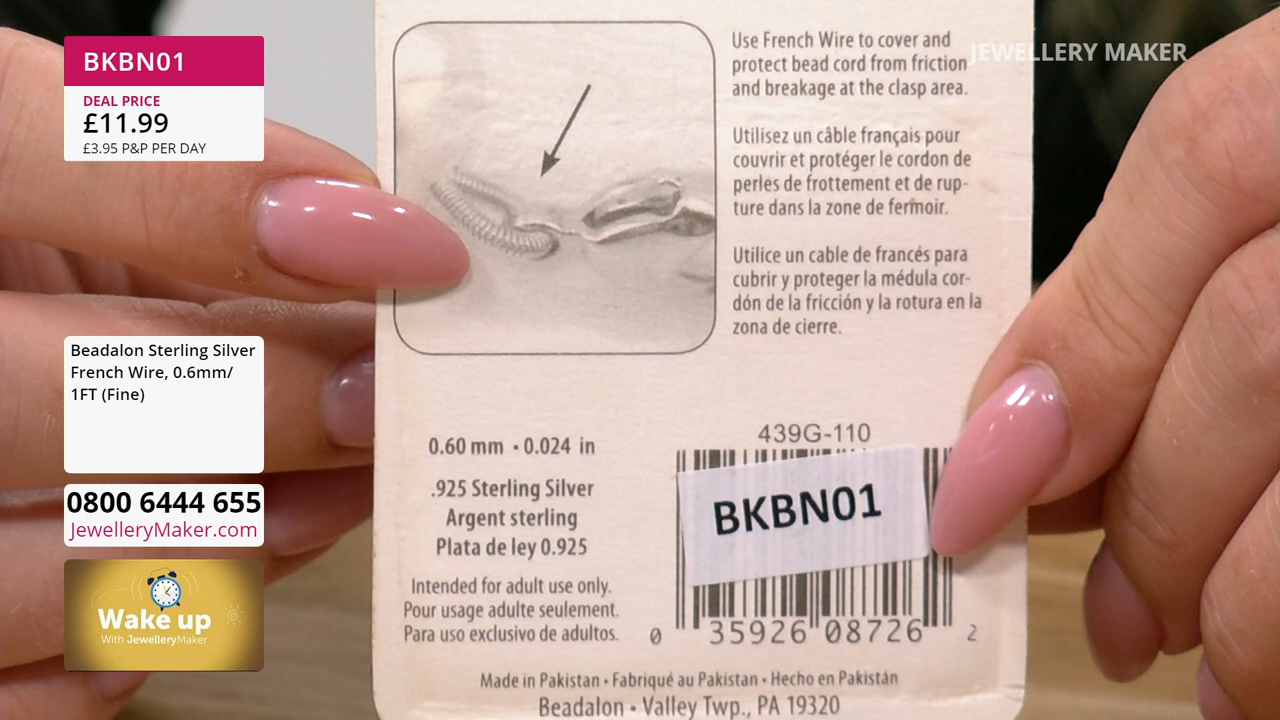 BKBN01
DEAL PRICE
£11.99
£3.95 P&P PER DAY
Beadalon Sterling Silver
French Wire, 0.6mm/
1FT (Fine)
0800 6444 655
JewelleryMaker.com
Wake up
With JewelleryMaker
JEWELLERY MAKER
Use French Wire to cover and
protect bead cord from friction
and breakage at the clasp area.
Utilisez un câble français pour
couvrir et protéger le cordon de
perles de frottement et de rup-
ture dans la zone de fermoir.
Utilice un cable de francés para
cubrir y proteger la médula cor-
dón de la fricción y la rotura en la
zona de cierre.
0.60 mm • 0.024 in
.925 Sterling Silver
Argent sterling
Plata de ley 0.925
Intended for adult use only.
Pour usage adulte seulement.
Para uso exclusivo de adultos.
439G-110
BKBN01
0 35926 08726 2
Made in Pakistan • Fabriqué au Pakistan • Hecho en Pakistán
Beadalon • Valley Twp., PA 19320